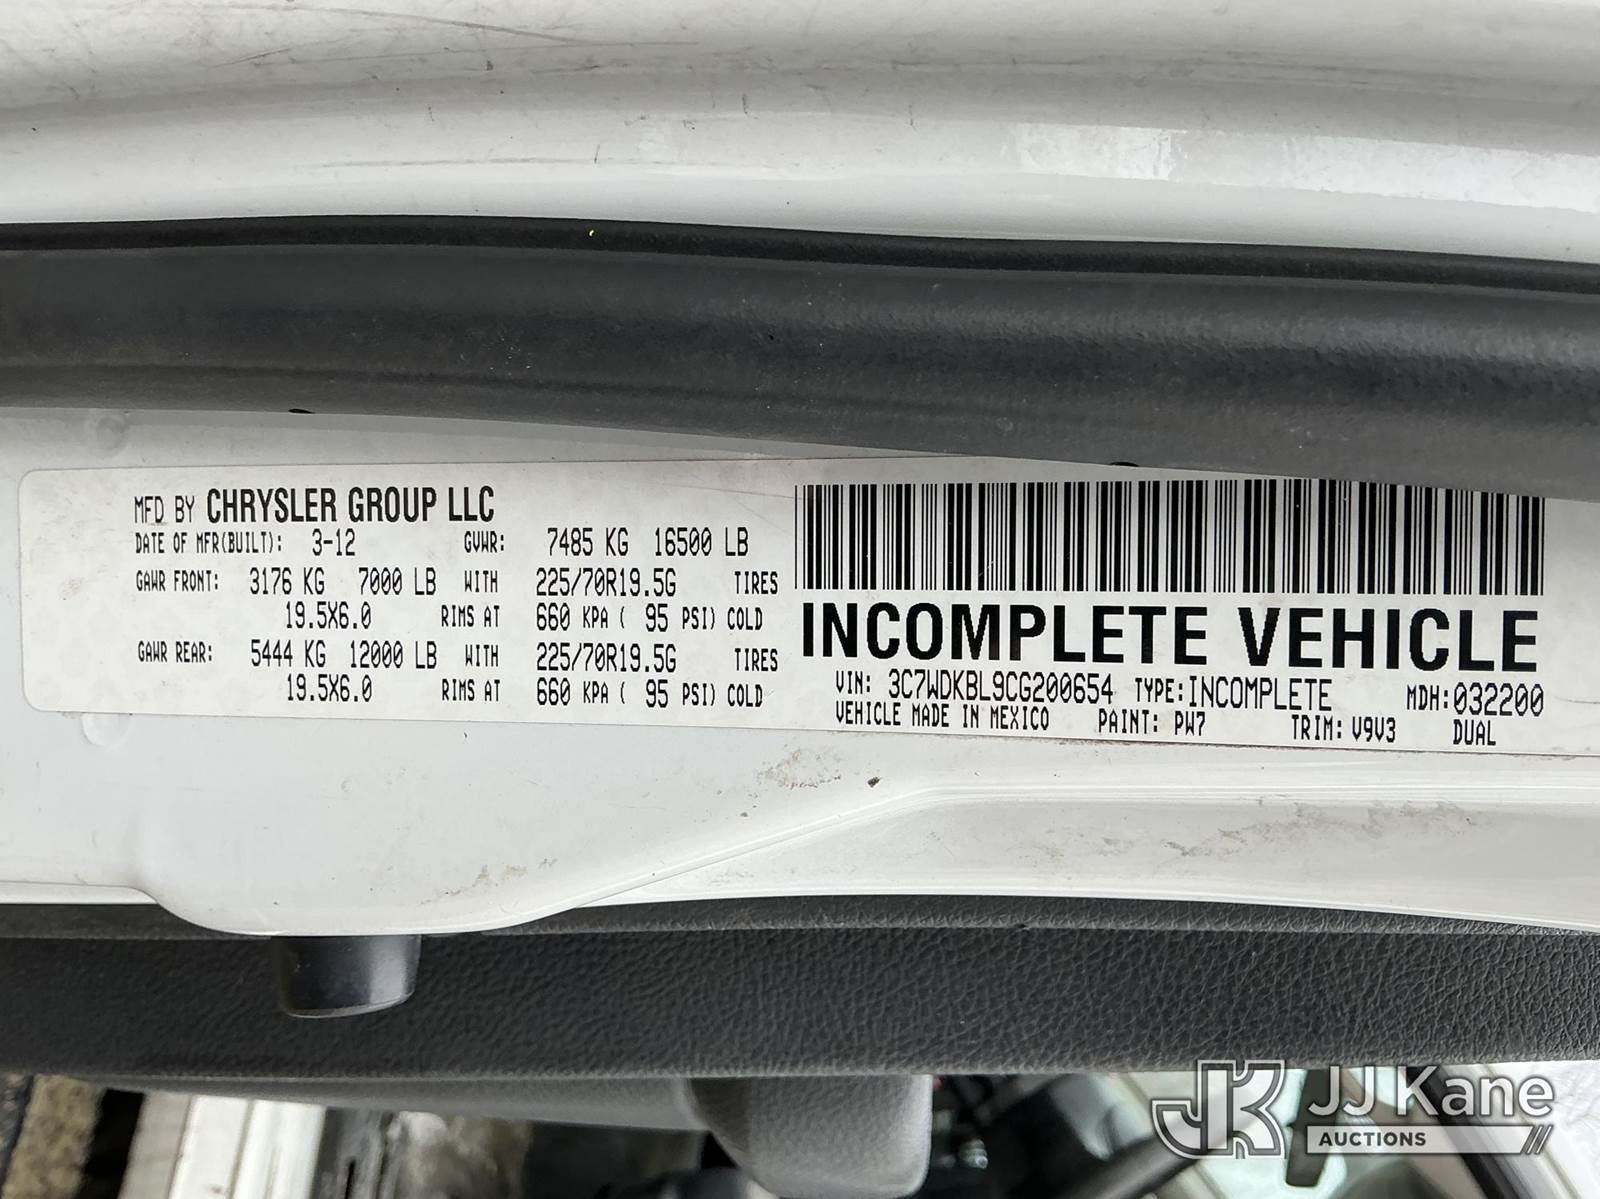 MFD BY CHRYSLER GROUP LLC
DATE OF MFR(BUILT): 3-12 GVWR: 7485 KG 16500 LB
GAWR FRONT: 3176 KG 7000 LB WITH 225/70R19.5G TIRES
19.5X6.0 RIMS AT 660 KPA ( 95 PSI) COLD
GAWR REAR: 5444 KG 12000 LB WITH 225/70R19.5G TIRES
19.5X6.0 RIMS AT 660 KPA ( 95 PSI) COLD
INCOMPLETE VEHICLE
VIN: 3C7WDKBL9CG200654 TYPE: INCOMPLETE MDH: 032200
VEHICLE MADE IN MEXICO PAINT: PW7 TRIM: V9V3 DUAL
JK JJ Kane
AUCTIONS